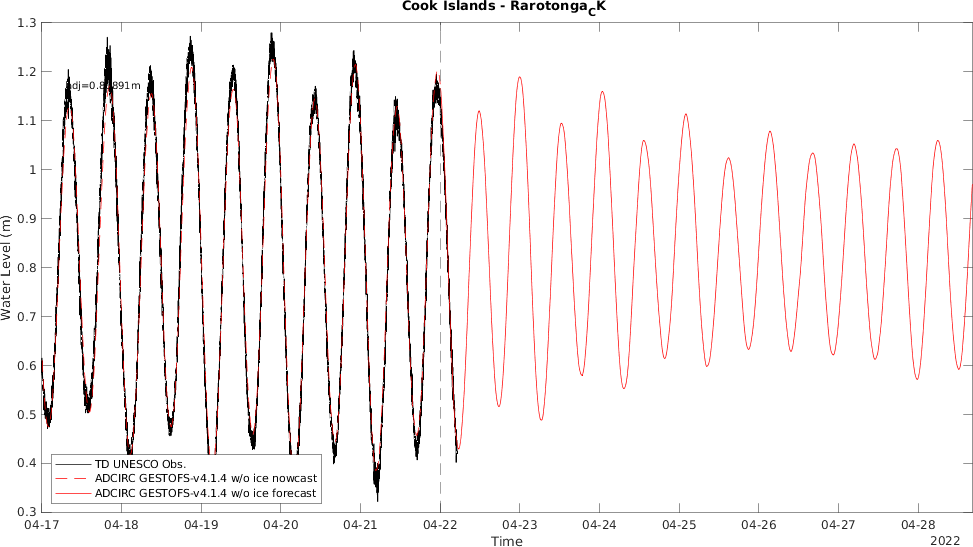 Cook Islands - Rarotonga_CK
1.3
1.2
1.1
1
0.9
0.8
0.7
0.6
0.5
0.4
0.3
Water Level (m)
TD UNESCO Obs.
ADCIRC GESTOFS-v4.1.4 w/o ice nowcast
ADCIRC GESTOFS-v4.1.4 w/o ice forecast
04-17 04-18 04-19 04-20 04-21 04-22 04-23 04-24 04-25 04-26 04-27 04-28
Time
2022